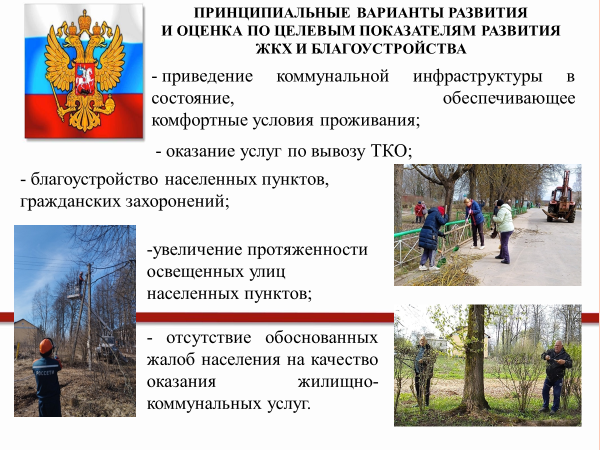 ПРИНЦИПИАЛЬНЫЕ ВАРИАНТЫ РАЗВИТИЯ
И ОЦЕНКА ПО ЦЕЛЕВЫМ ПОКАЗАТЕЛЯМ РАЗВИТИЯ
ЖКХ И БЛАГОУСТРОЙСТВА
- приведение коммунальной инфраструктуры в
состояние, обеспечивающее
комфортные условия проживания;
- оказание услуг по вывозу ТКО;
- благоустройство населенных пунктов,
гражданских захоронений;
-увеличение протяженности
освещенных улиц
населенных пунктов;
- отсутствие обоснованных
жалоб населения на качество
оказания жилищно-
коммунальных услуг.